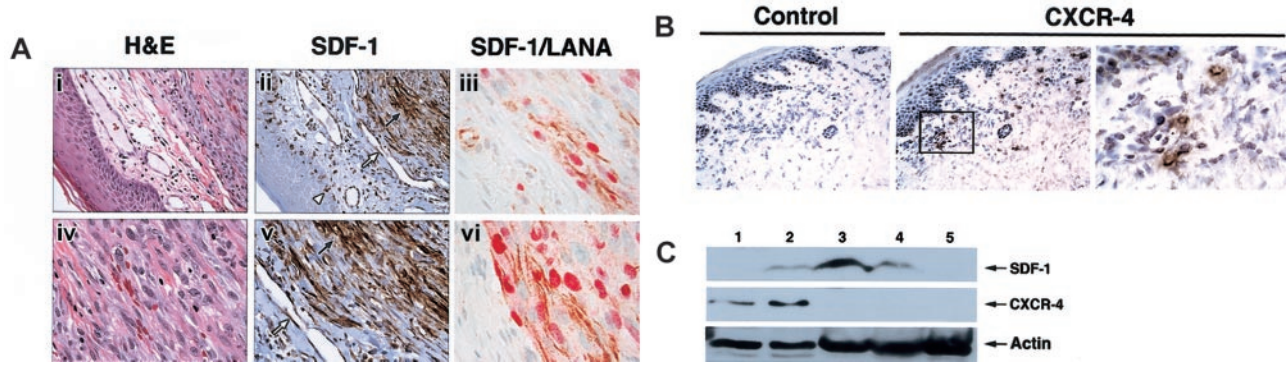 A
H&E
SDF-1
SDF-1/LANA
i
ii
iii
iv
v
vi
B
Control
CXCR-4
C
1 2 3 4 5
SDF-1
CXCR-4
Actin